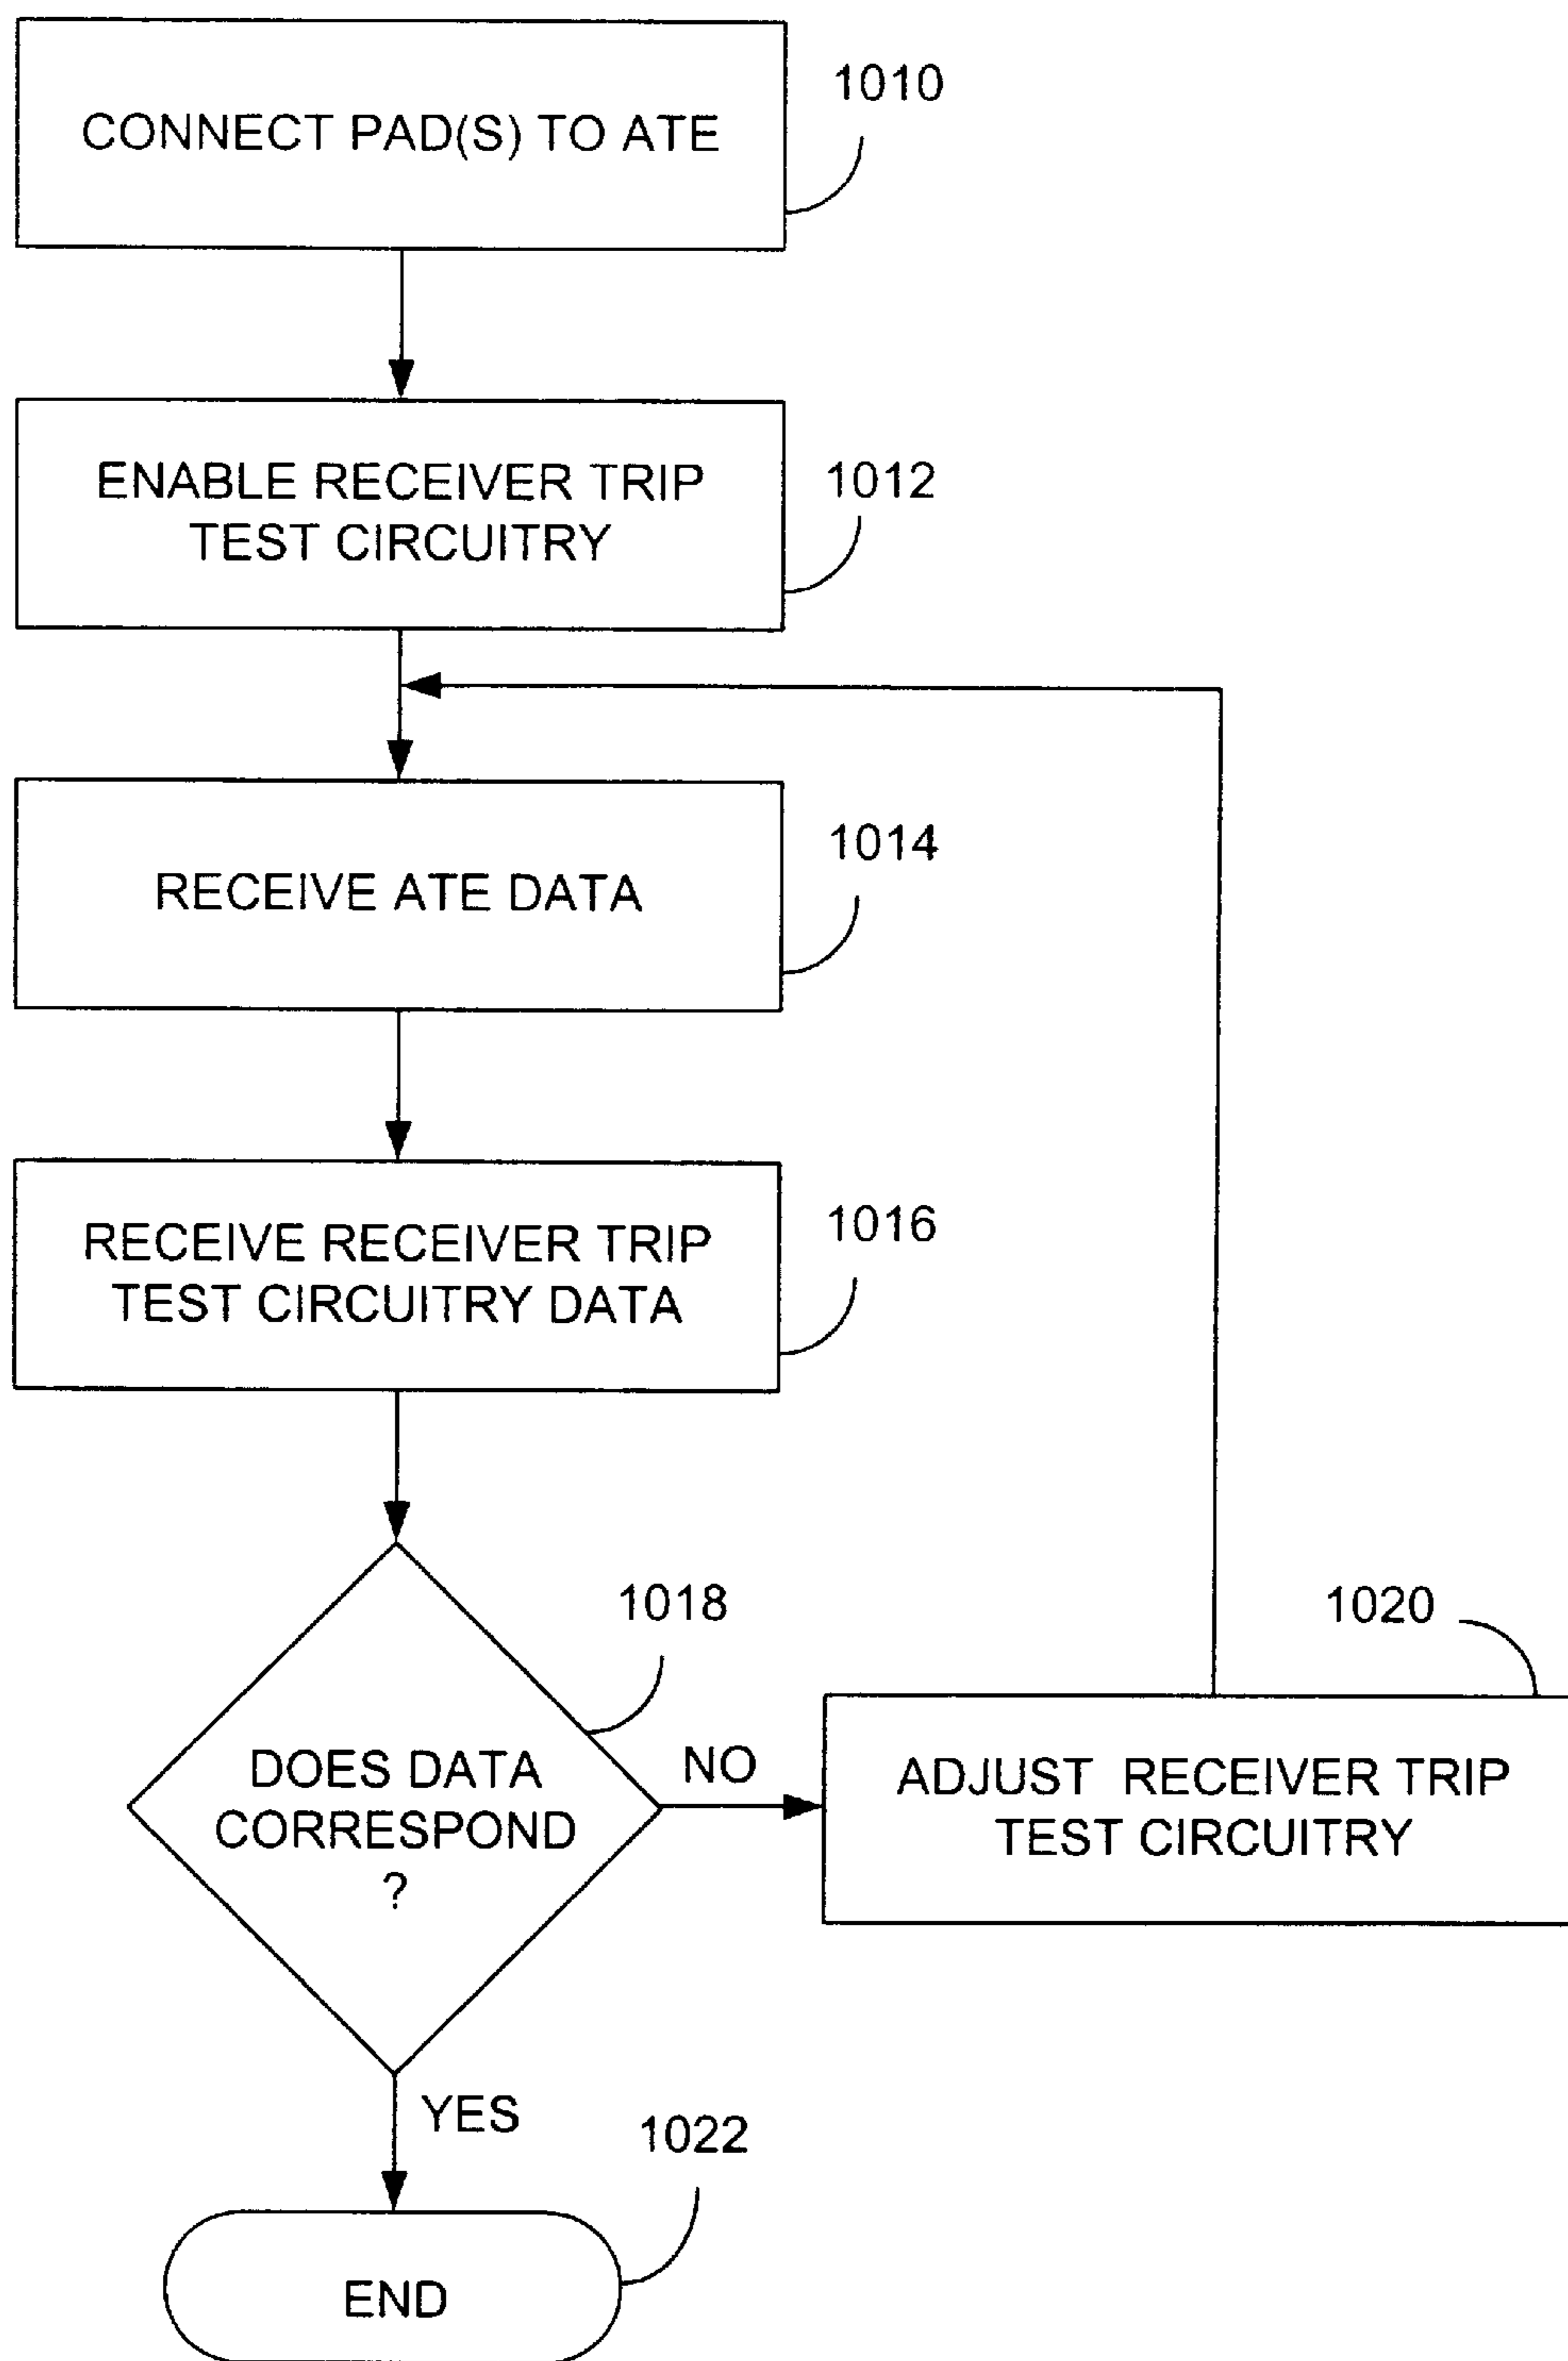 1010
CONNECT PAD(S) TO ATE
1012
ENABLE RECEIVER TRIP
TEST CIRCUITRY
1014
RECEIVE ATE DATA
1016
RECEIVE RECEIVER TRIP
TEST CIRCUITRY DATA
1018
DOES DATA
CORRESPOND
?
NO
1020
ADJUST RECEIVER TRIP
TEST CIRCUITRY
YES
1022
END